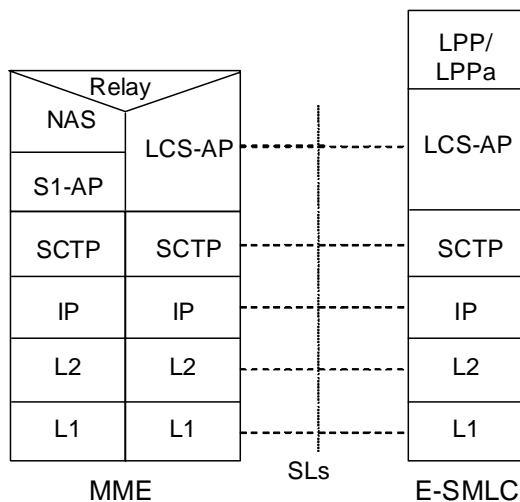 LPP/
LPPa
Relay
NAS
LCS-AP
LCS-AP
S1-AP
SCTP
SCTP
SCTP
IP
IP
IP
L2
L2
L2
L1
L1
L1
SLs
MME
E-SMLC